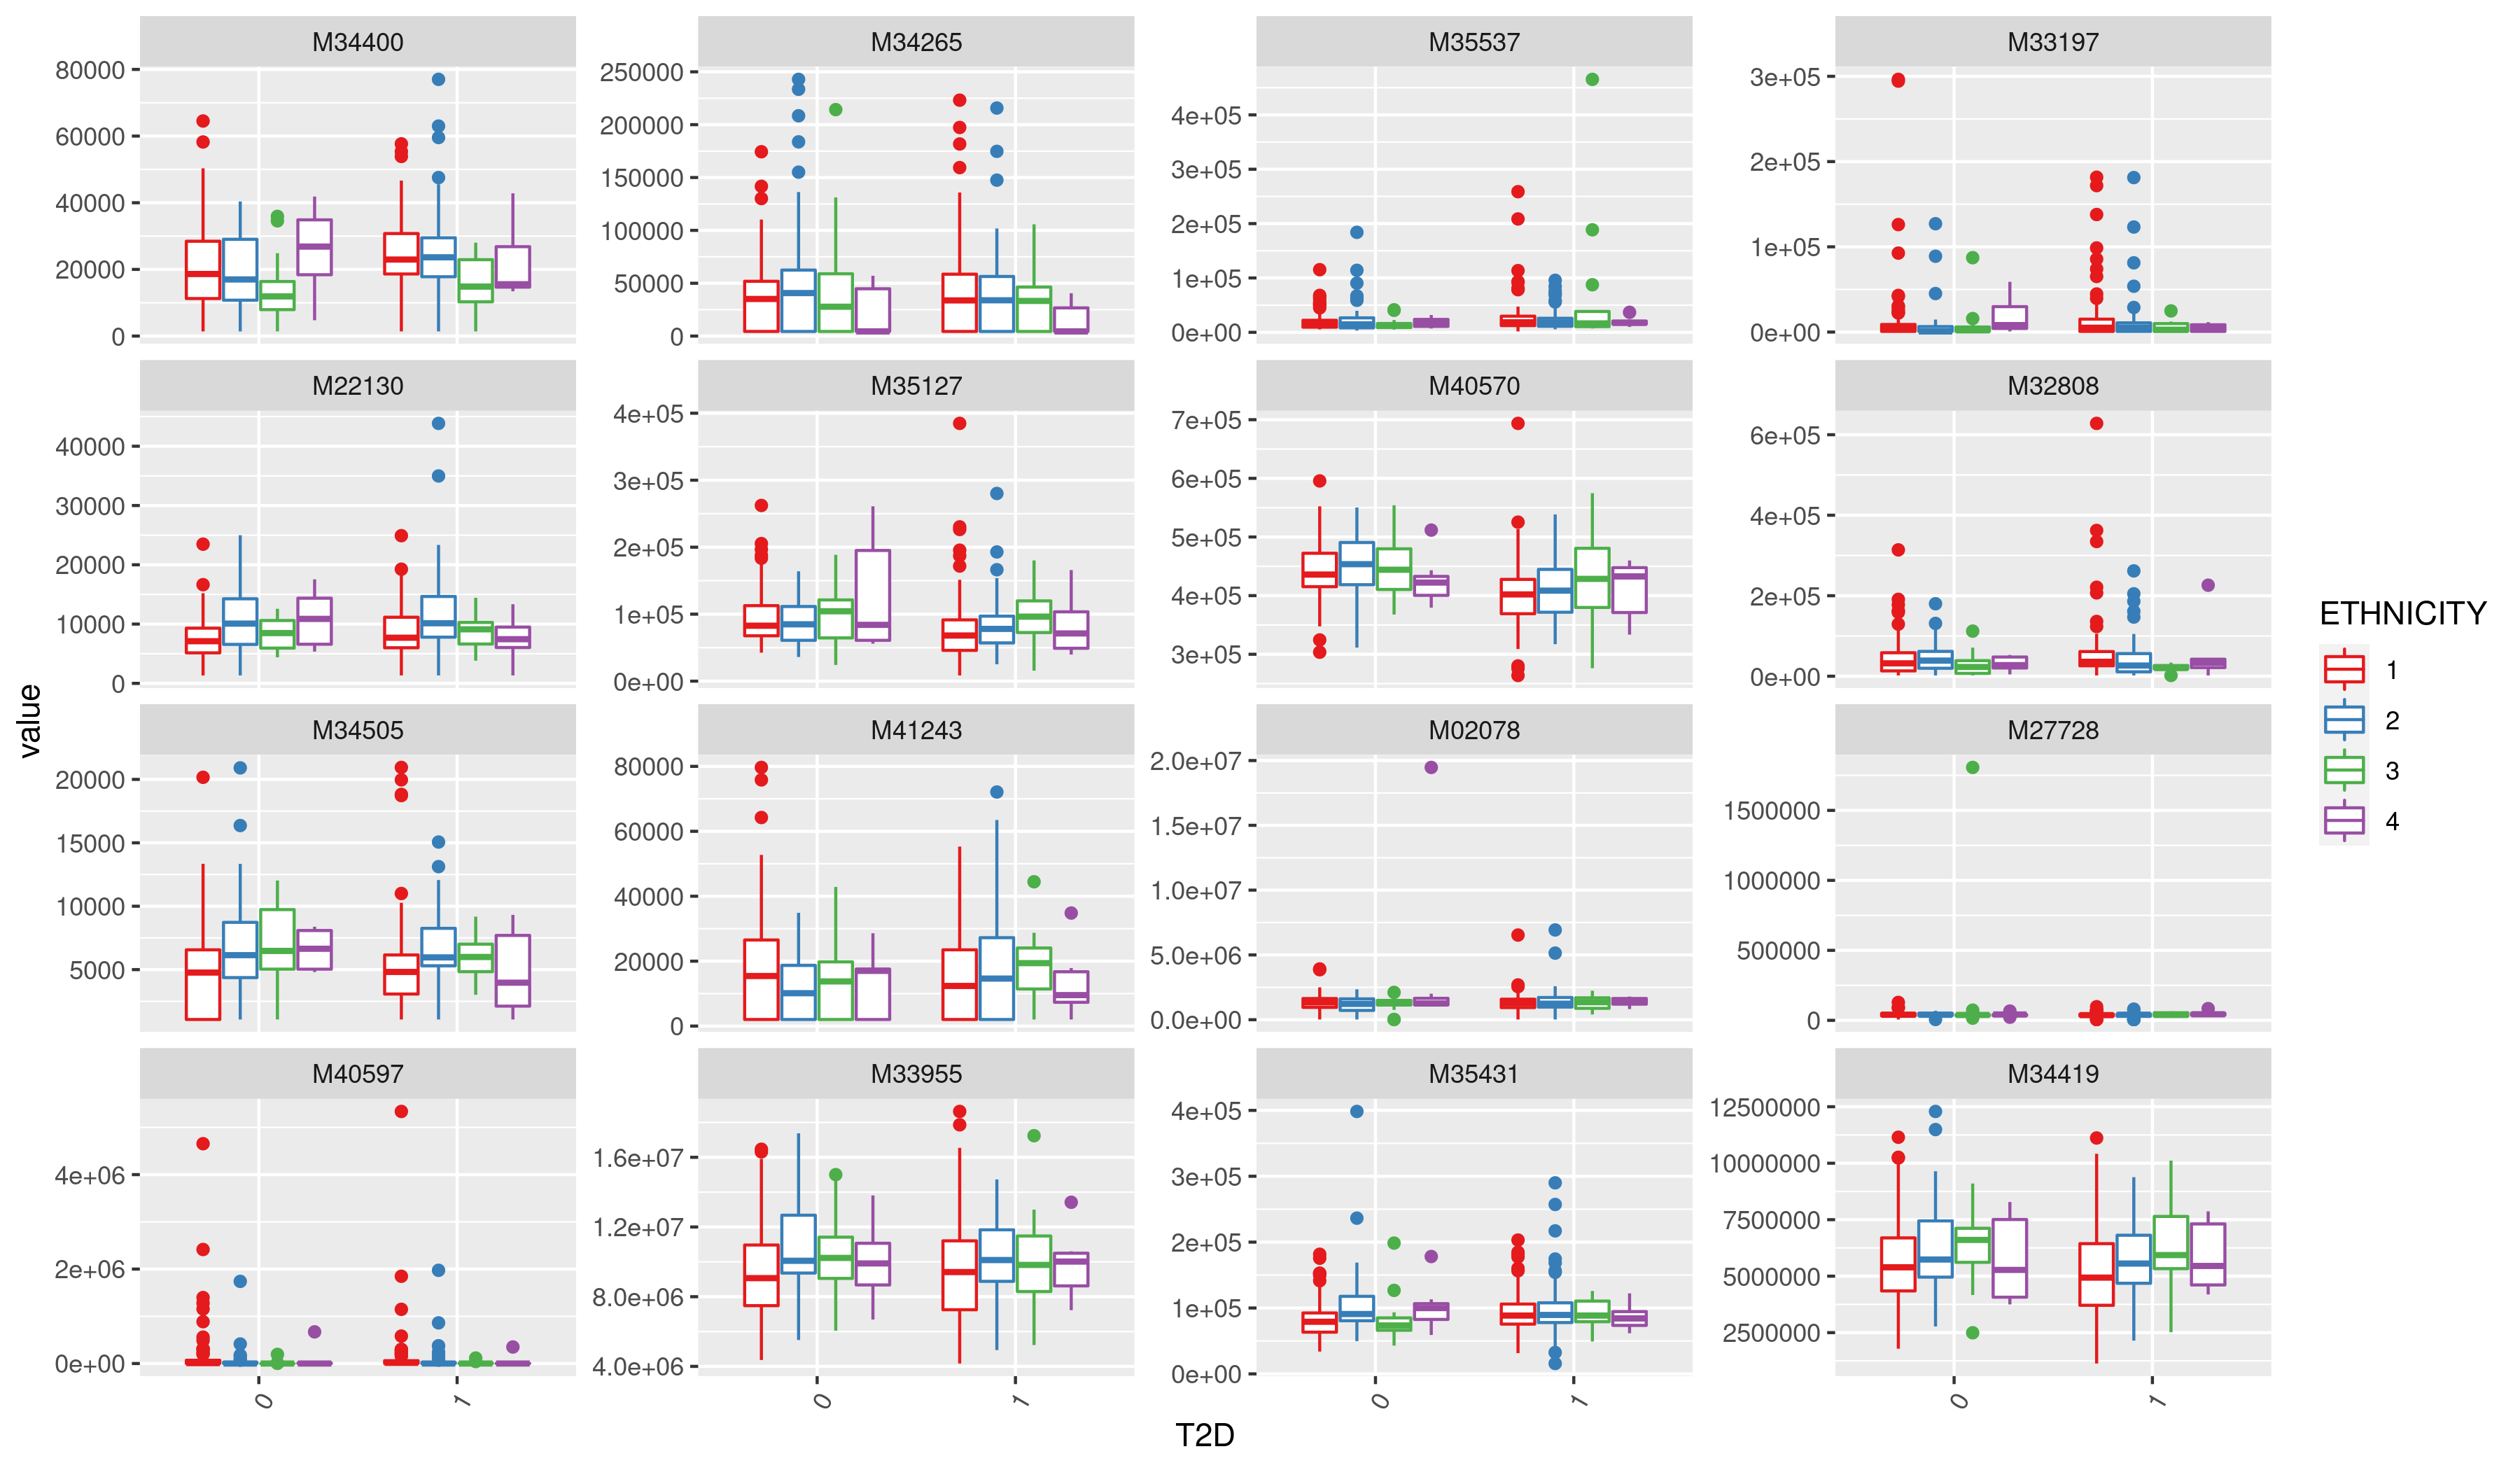 M34400 M34265 M35537 M33197
80000
60000
40000
20000
0
250000
200000
150000
100000
50000
0
4e+05
3e+05
2e+05
1e+05
0e+00
3e+05
2e+05
1e+05
0e+00
M22130 M35127 M40570 M32808
40000
30000
20000
10000
0
4e+05
3e+05
2e+05
1e+05
0e+00
7e+05
6e+05
5e+05
4e+05
3e+05
6e+05
4e+05
2e+05
0e+00
M34505 M41243 M02078 M27728
20000
15000
10000
5000
80000
60000
40000
20000
0
2.0e+07
1.5e+07
1.0e+07
5.0e+06
0.0e+00
1500000
1000000
500000
0
M40597 M33955 M35431 M34419
4e+06
2e+06
0e+00
1.6e+07
1.2e+07
8.0e+06
4.0e+06
4e+05
3e+05
2e+05
1e+05
0e+00
12500000
10000000
7500000
5000000
2500000
0 1 0 1 0 1 0 1
T2D
value
ETHNICITY
1
2
3
4